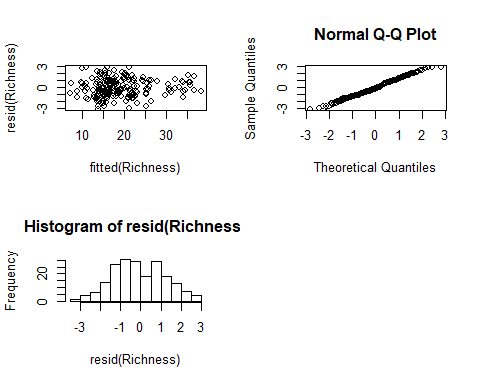 resid(Richness)
-3
3
10
20
30
fitted(Richness)
Normal Q-Q Plot
Sample Quantiles
-3
3
-3
-2
-1
0
1
2
3
Theoretical Quantiles
Histogram of resid(Richness
Frequency
0
20
-3
-1
0
1
2
3
resid(Richness)